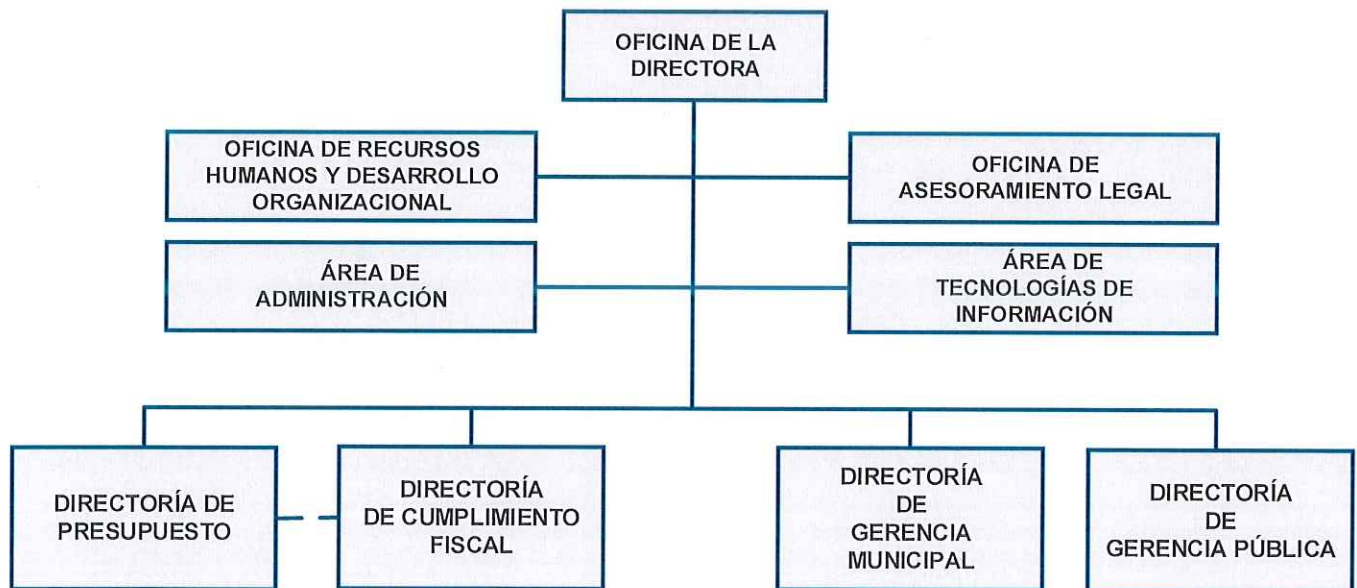 OFICINA DE LA
DIRECTORA
OFICINA DE RECURSOS
HUMANOS Y DESARROLLO
ORGANIZACIONAL
OFICINA DE
ASESORAMIENTO LEGAL
ÁREA DE
ADMINISTRACIÓN
ÁREA DE
TECNOLOGÍAS DE
INFORMACIÓN
DIRECTORÍA DE
PRESUPUESTO
DIRECTORÍA
DE CUMPLIMIENTO
FISCAL
DIRECTORÍA
DE
GERENCIA
MUNICIPAL
DIRECTORÍA
DE
GERENCIA PÚBLICA